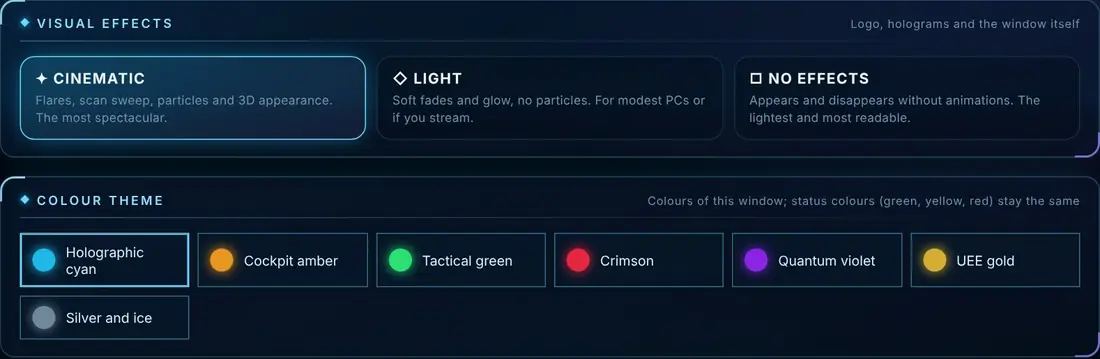 VISUAL EFFECTS
Logo, holograms and the window itself
CINEMATIC
Flares, scan sweep, particles and 3D appearance.
The most spectacular.
LIGHT
Soft fades and glow, no particles. For modest PCs or
if you stream.
NO EFFECTS
Appears and disappears without animations. The
lightest and most readable.
COLOUR THEME
Colours of this window; status colours (green, yellow, red) stay the same
Holographic
cyan
Cockpit amber
Tactical green
Crimson
Quantum violet
UEE gold
Silver and ice